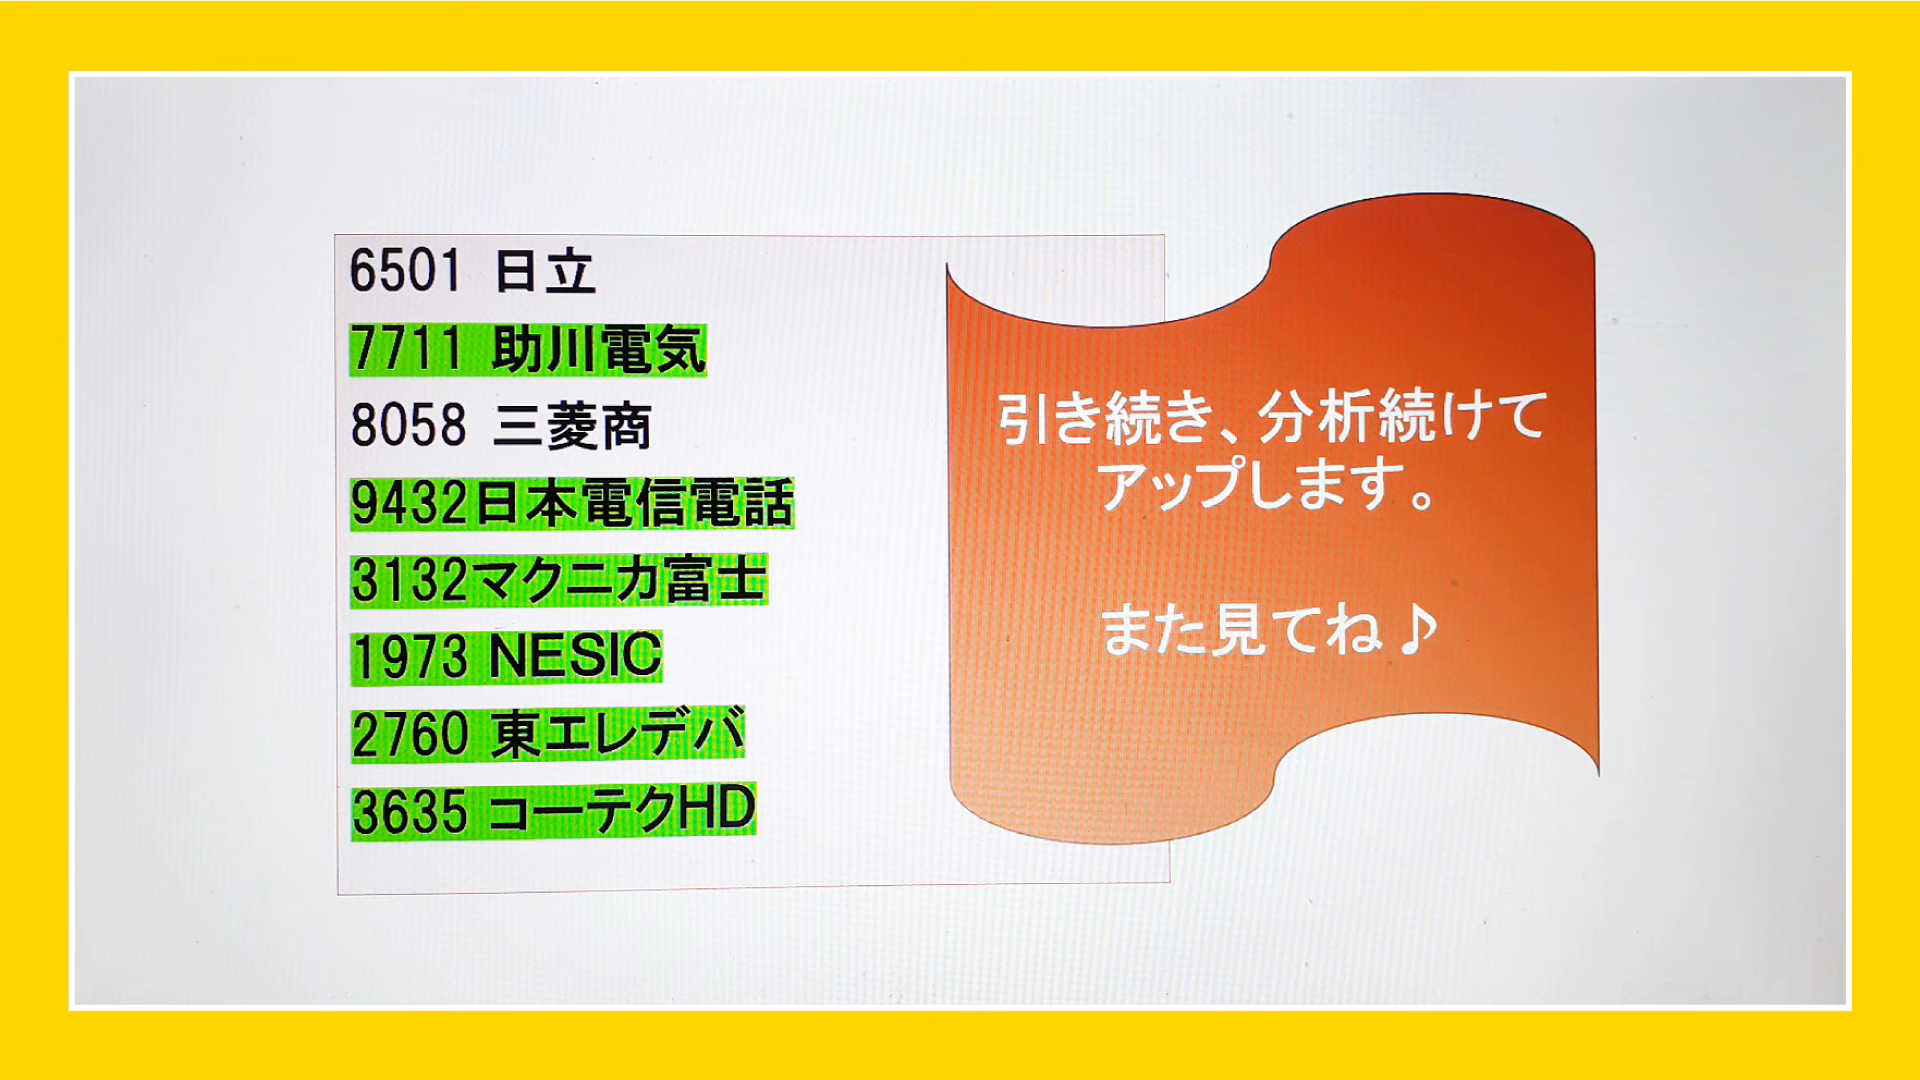 6501 日立
7711 助川電気
8058 三菱商
9432日本電信電話
3132マクニカ富士
1973 NESIC
2760 東エレデバ
3635 コーテクHD
引き続き、分析続けて
アップします。
また見てね♪